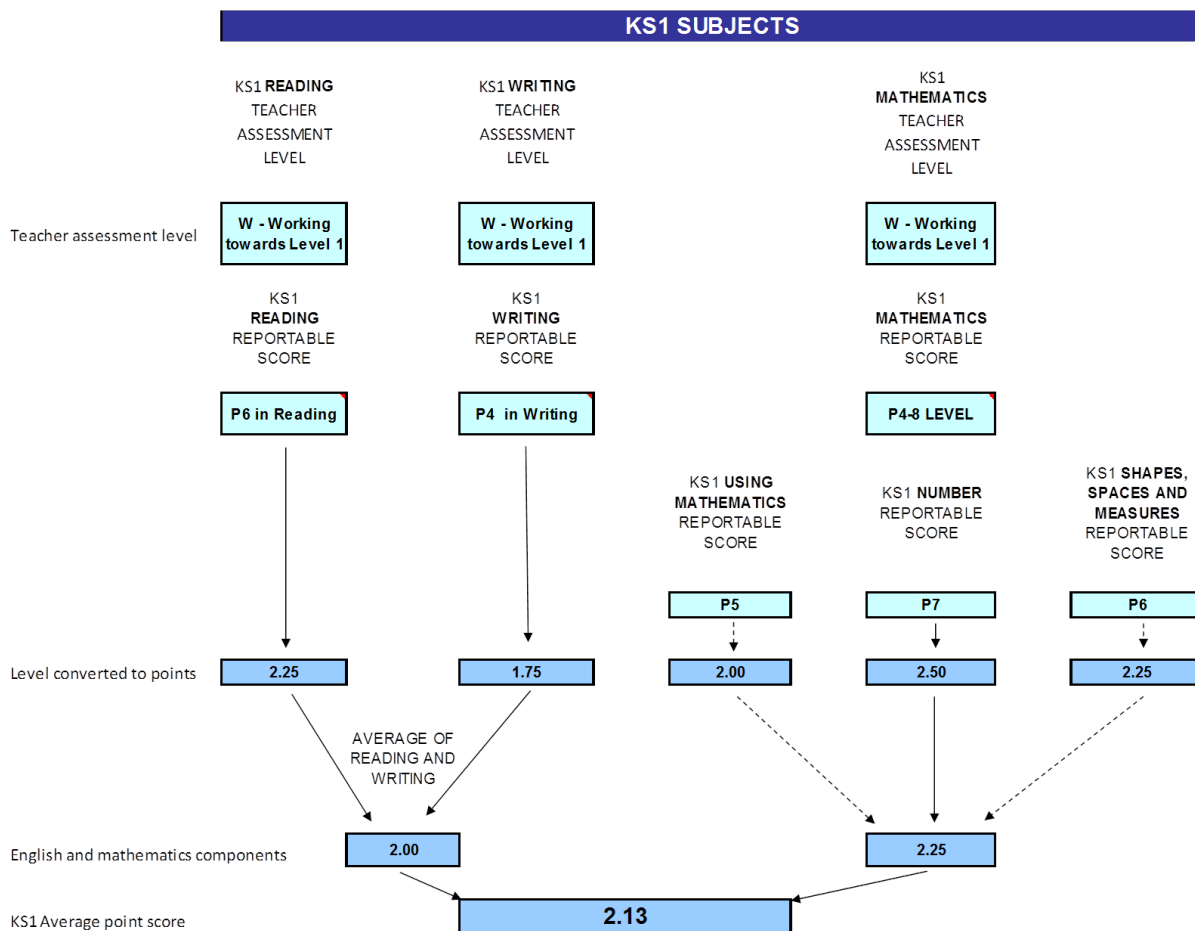 KS1 SUBJECTS
KS1 READING
TEACHER
ASSESSMENT
LEVEL
KS1 WRITING
TEACHER
ASSESSMENT
LEVEL
KS1
MATHEMATICS
TEACHER
ASSESSMENT
LEVEL
Teacher assessment level
W - Working
towards Level 1
W - Working
towards Level 1
W - Working
towards Level 1
KS1
READING
REPORTABLE
SCORE
KS1
WRITING
REPORTABLE
SCORE
KS1
MATHEMATICS
REPORTABLE
SCORE
P6 in Reading
P4 in Writing
P4-8 LEVEL
KS1 USING
MATHEMATICS
REPORTABLE
SCORE
KS1 NUMBER
REPORTABLE
SCORE
KS1 SHAPES,
SPACES AND
MEASURES
REPORTABLE
SCORE
P5
P7
P6
Level converted to points
2.25
1.75
2.00
2.50
2.25
AVERAGE OF
READING AND
WRITING
English and mathematics components
2.00
2.25
KS1 Average point score
2.13